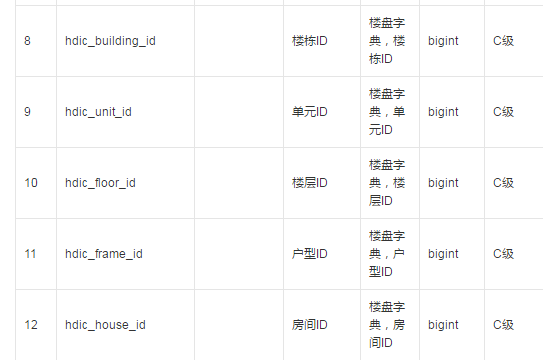 8 hdic_building_id 楼栋ID 楼盘字典，楼栋ID bigint C级
9 hdic_unit_id 单元ID 楼盘字典，单元ID bigint C级
10 hdic_floor_id 楼层ID 楼盘字典，楼层ID bigint C级
11 hdic_frame_id 户型ID 楼盘字典，户型ID bigint C级
12 hdic_house_id 房间ID 楼盘字典，房间ID bigint C级